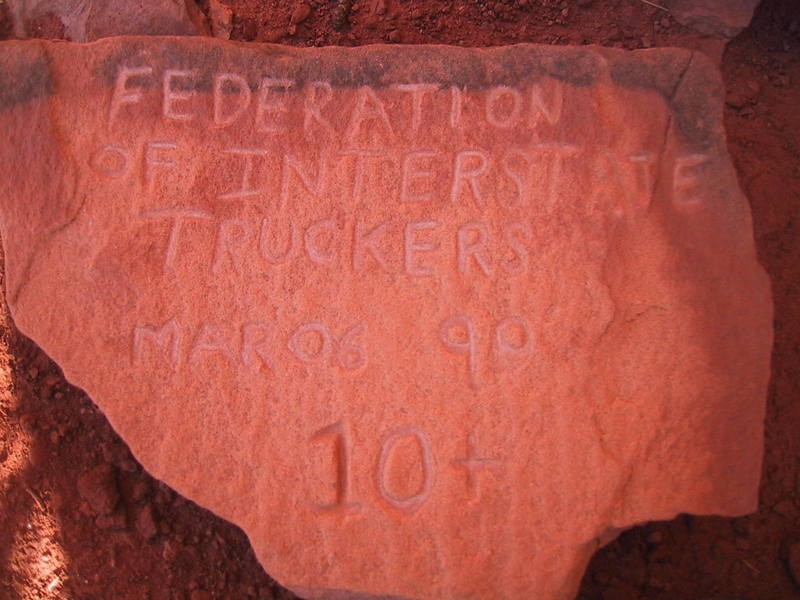 FEDERATION
OF INTERSTATE
TRUCKERS
MAR 06 90
10+